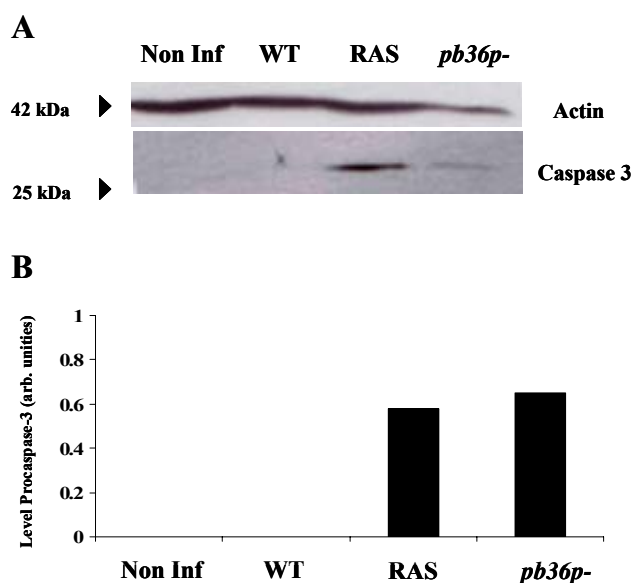 A
Non Inf WT RAS pb36p-
42 kDa Actin
Caspase 3
25 kDa
B
Level Procaspase-3 (arb. unities)
1
0.8
0.6
0.4
0.2
0
Non Inf WT RAS pb36p-